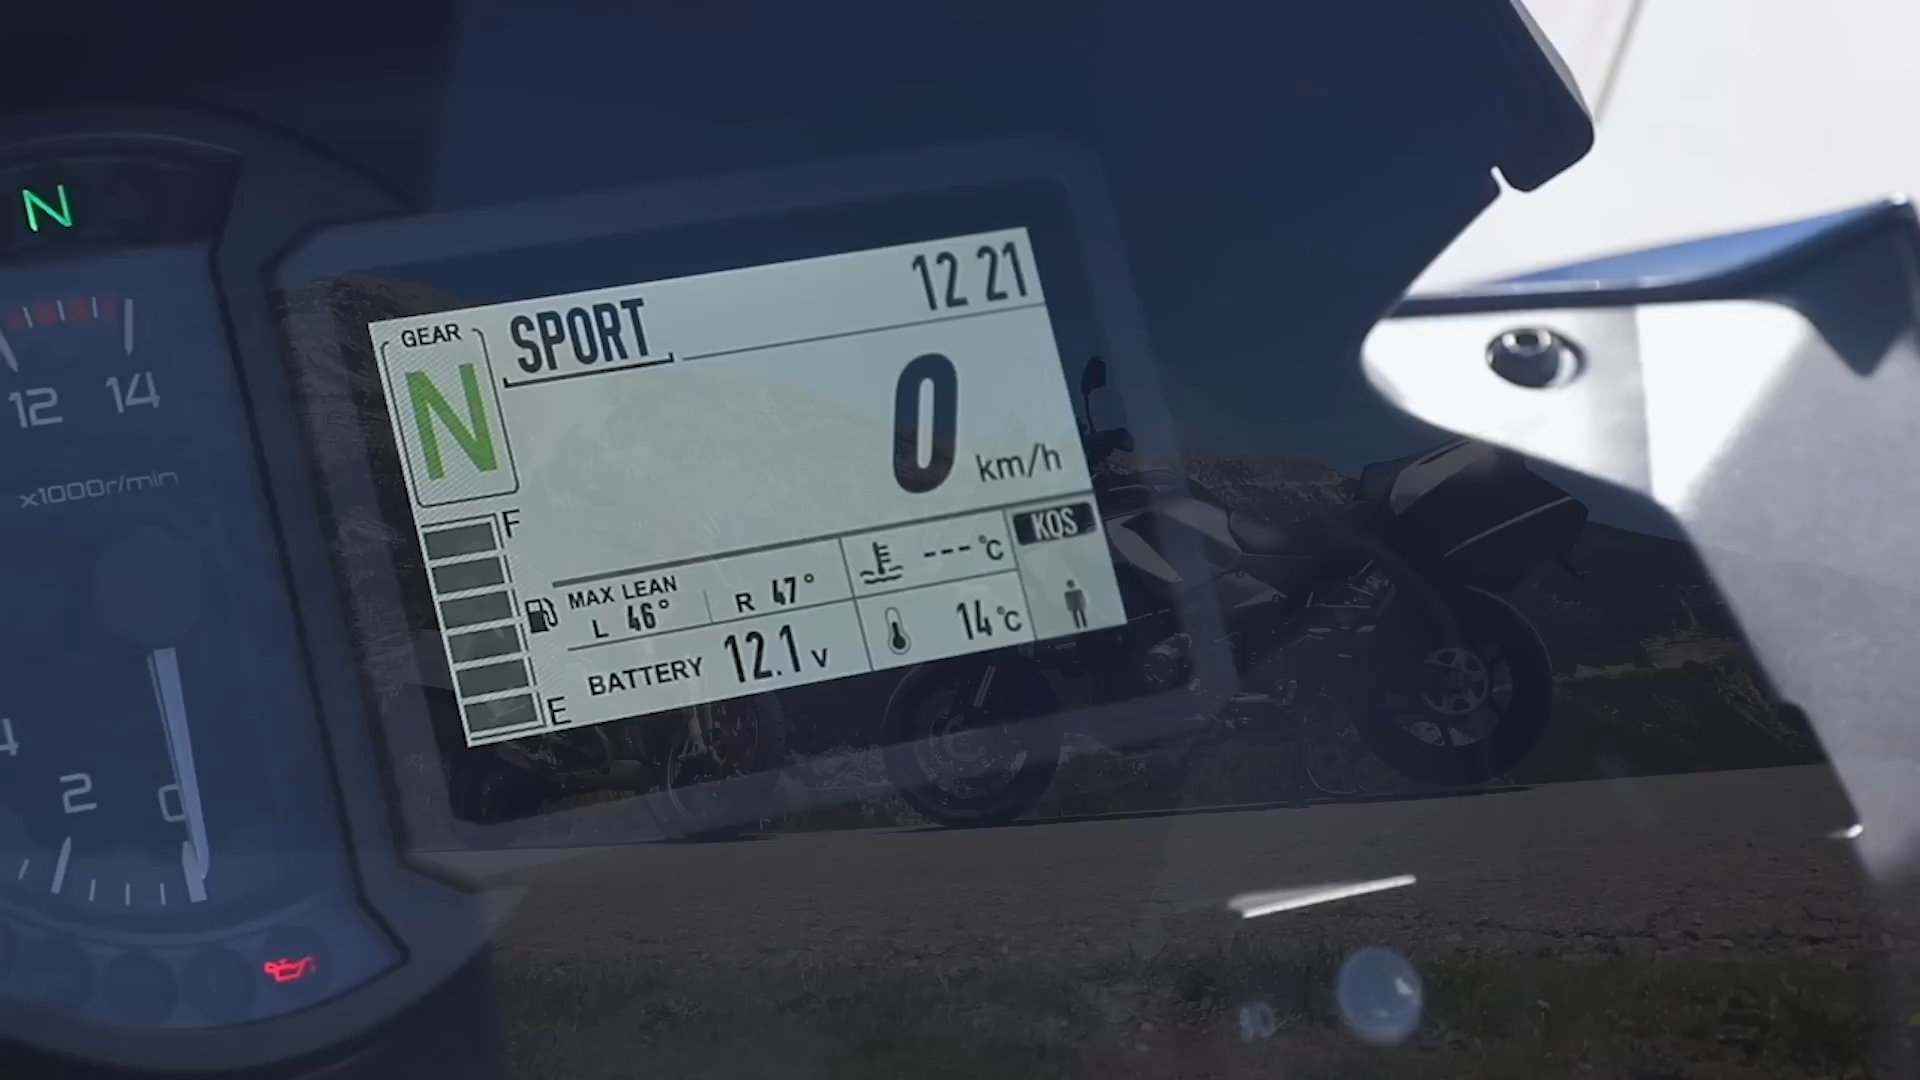 N
12 14
x1000r/min
4
2
0
GEAR
N
SPORT
12 21
0 km/h
F
E
MAX LEAN
L 46° R 47°
--- °C
KQS
BATTERY 12.1 V
14 °C